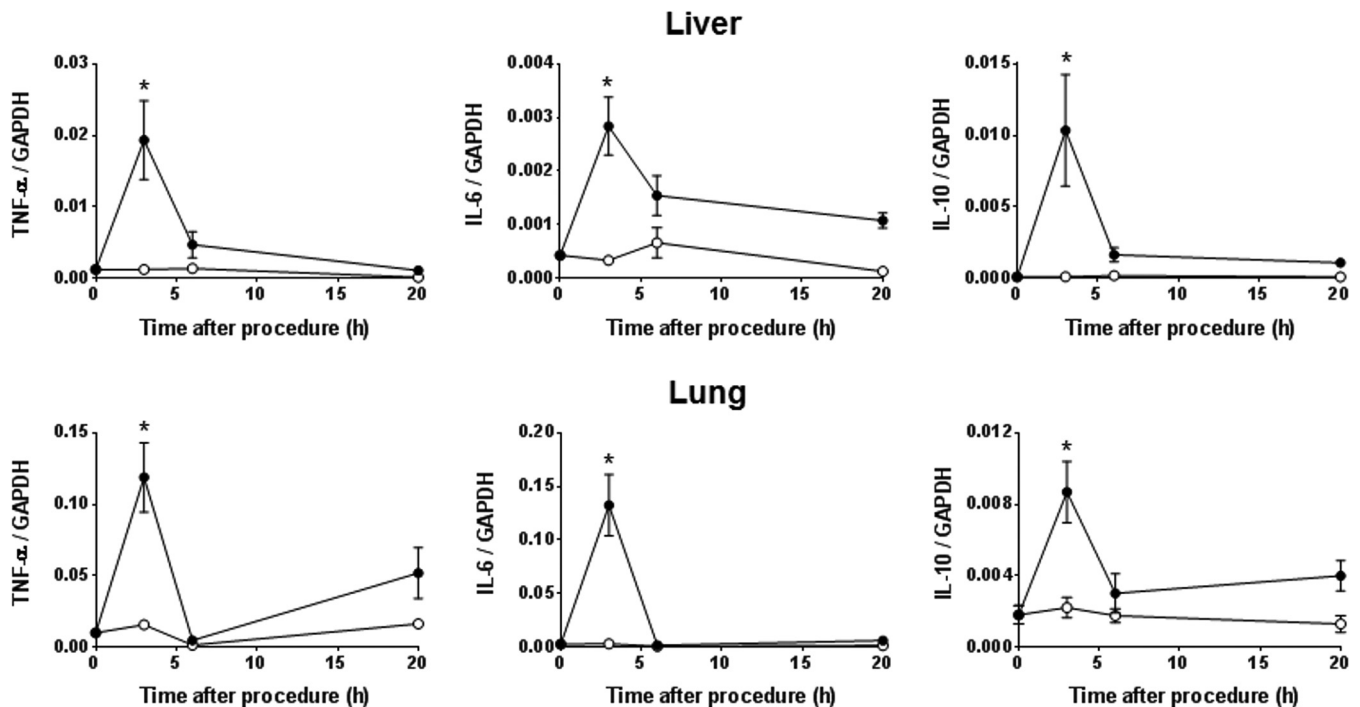 Liver
TNF-α / GAPDH
0.03
0.02
0.01
0.00
*
0 5 10 15 20
Time after procedure (h)
IL-6 / GAPDH
0.004
0.003
0.002
0.001
0.000
*
0 5 10 15 20
Time after procedure (h)
IL-10 / GAPDH
0.015
0.010
0.005
0.000
*
0 5 10 15 20
Time after procedure (h)
Lung
TNF-α / GAPDH
0.15
0.10
0.05
0.00
*
0 5 10 15 20
Time after procedure (h)
IL-6 / GAPDH
0.20
0.15
0.10
0.05
0.00
*
0 5 10 15 20
Time after procedure (h)
IL-10 / GAPDH
0.012
0.008
0.004
0.000
*
0 5 10 15 20
Time after procedure (h)